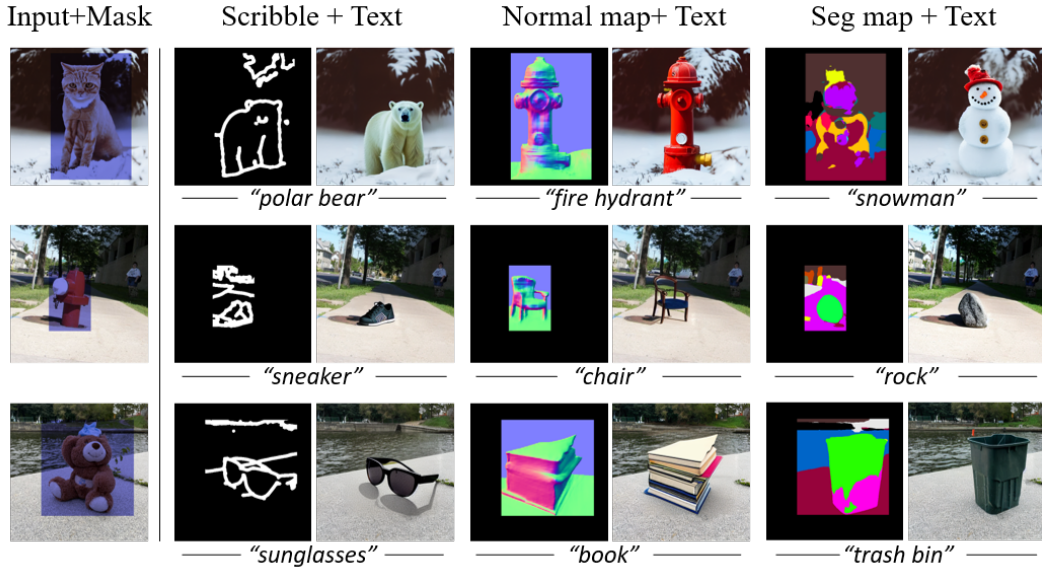 Input+Mask
Scribble + Text
Normal map+ Text
Seg map + Text
“polar bear”
“fire hydrant”
“snowman”
“sneaker”
“chair”
“rock”
“sunglasses”
“book”
“trash bin”